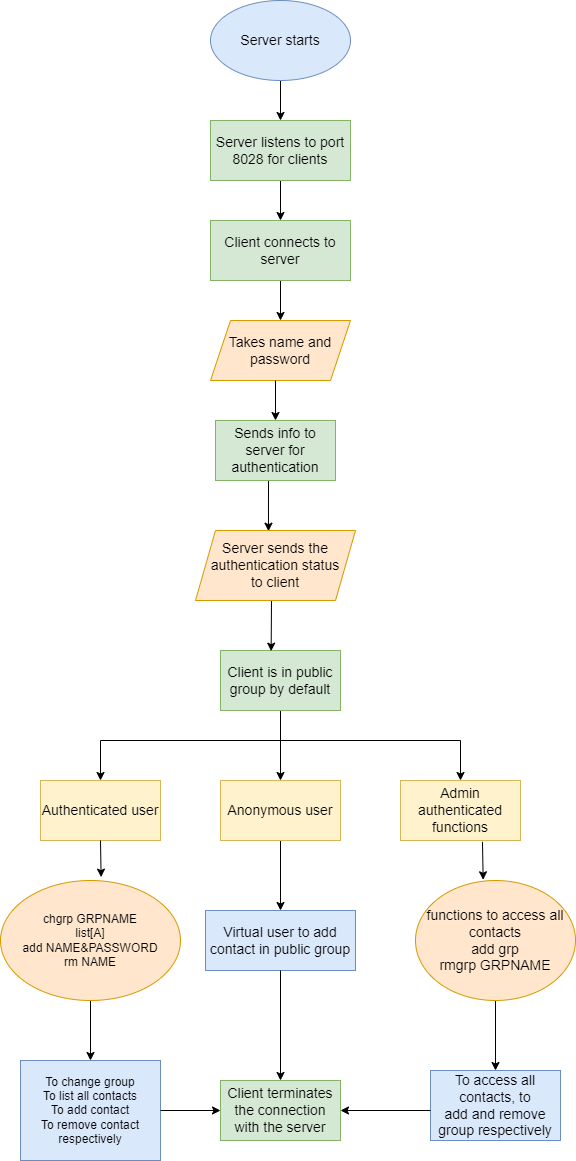 Server starts
Server listens to port
8028 for clients
Client connects to
server
Takes name and
password
Sends info to
server for
authentication
Server sends the
authentication status
to client
Client is in public
group by default
Authenticated user
Anonymous user
Admin
authenticated
functions
chgrp GRPNAME
list[A]
add NAME&PASSWORD
rm NAME
Virtual user to add
contact in public group
functions to access all
contacts
add grp
rmgrp GRPNAME
To change group
To list all contacts
To add contact
To remove contact
respectively
Client terminates
the connection
with the server
To access all
contacts, to
add and remove
group respectively